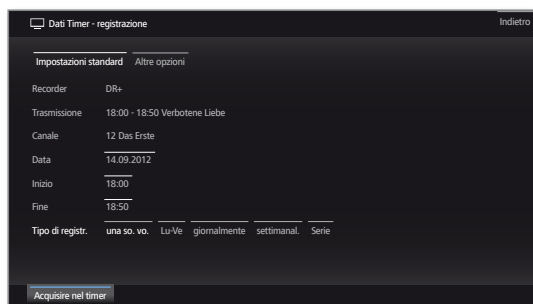 Dati Timer - registrazione Indietro
Impostazioni standard Altre opzioni
Recorder DR+
Trasmissione 18:00 - 18:50 Verbotene Liebe
Canale 12 Das Erste
Data 14.09.2012
Inizio 18:00
Fine 18:50
Tipo di registr. una so. vo. Lu-Ve giornalmente settimanal. Serie
Acquisire nel timer